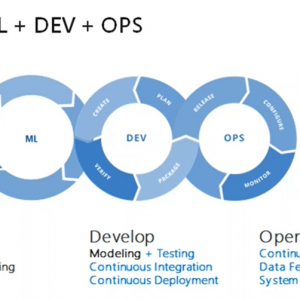 L + DEV + OPS
ML
DEV
OPS
CREATE
PLAN
VERIFY
PACKAGE
RELEASE
CONFIGURE
MONITOR
Develop
Modeling + Testing
Continuous Integration
Continuous Deployment
Oper
Continu
Data Fe
System
ing